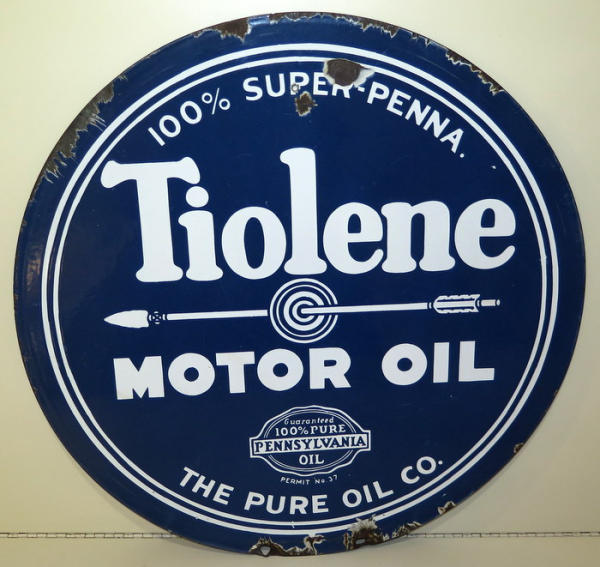 100% SUPER-PENNA.
Tiolene
MOTOR OIL
Guaranteed
100% PURE
PENNSYLVANIA
OIL
PERMIT No. 37
THE PURE OIL CO.